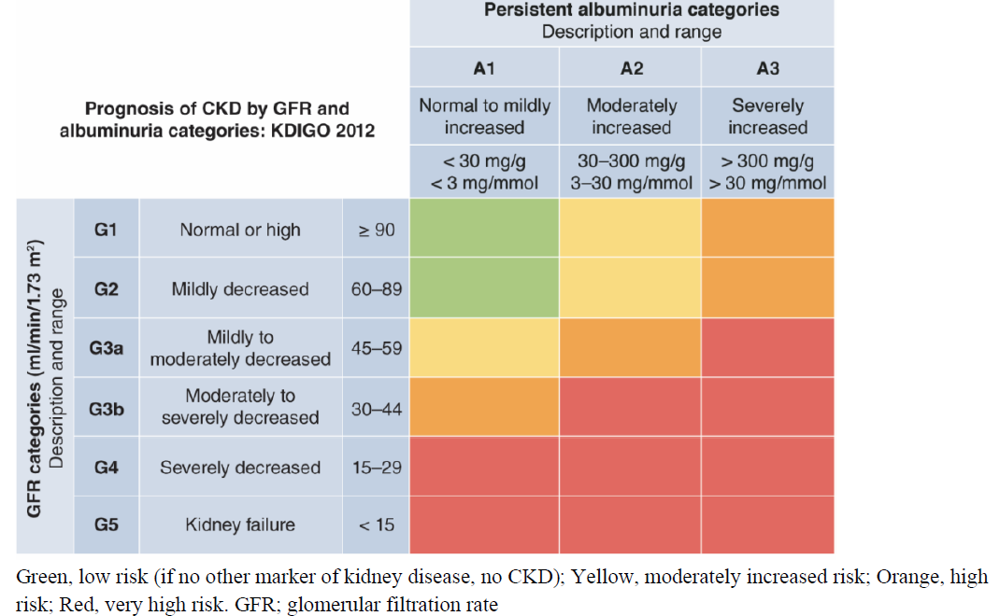 Persistent albuminuria categories
Description and range
A1 A2 A3
Prognosis of CKD by GFR and
albuminuria categories: KDIGO 2012
Normal to mildly
increased
Moderately
increased
Severely
increased
< 30 mg/g
< 3 mg/mmol
30–300 mg/g
3–30 mg/mmol
> 300 mg/g
> 30 mg/mmol
GFR categories (ml/min/1.73 m²)
Description and range
G1 Normal or high ≥ 90
G2 Mildly decreased 60–89
G3a Mildly to
moderately decreased 45–59
G3b Moderately to
severely decreased 30–44
G4 Severely decreased 15–29
G5 Kidney failure < 15
Green, low risk (if no other marker of kidney disease, no CKD); Yellow, moderately increased risk; Orange, high
risk; Red, very high risk. GFR; glomerular filtration rate